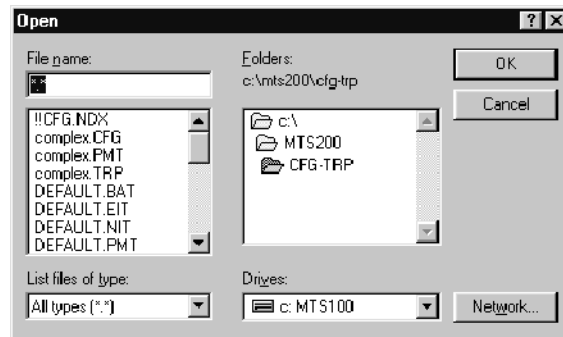 Open
File name:
*.*
!!CFG.NDX
complex.CFG
complex.PMT
complex.TRP
DEFAULT.BAT
DEFAULT.EIT
DEFAULT.NIT
DEFAULT.PMT
List files of type:
All types (*.*)
Folders:
c:\mts200\cfg-trp
c:\
MTS200
CFG-TRP
Drives:
c: MTS100
OK
Cancel
Network...